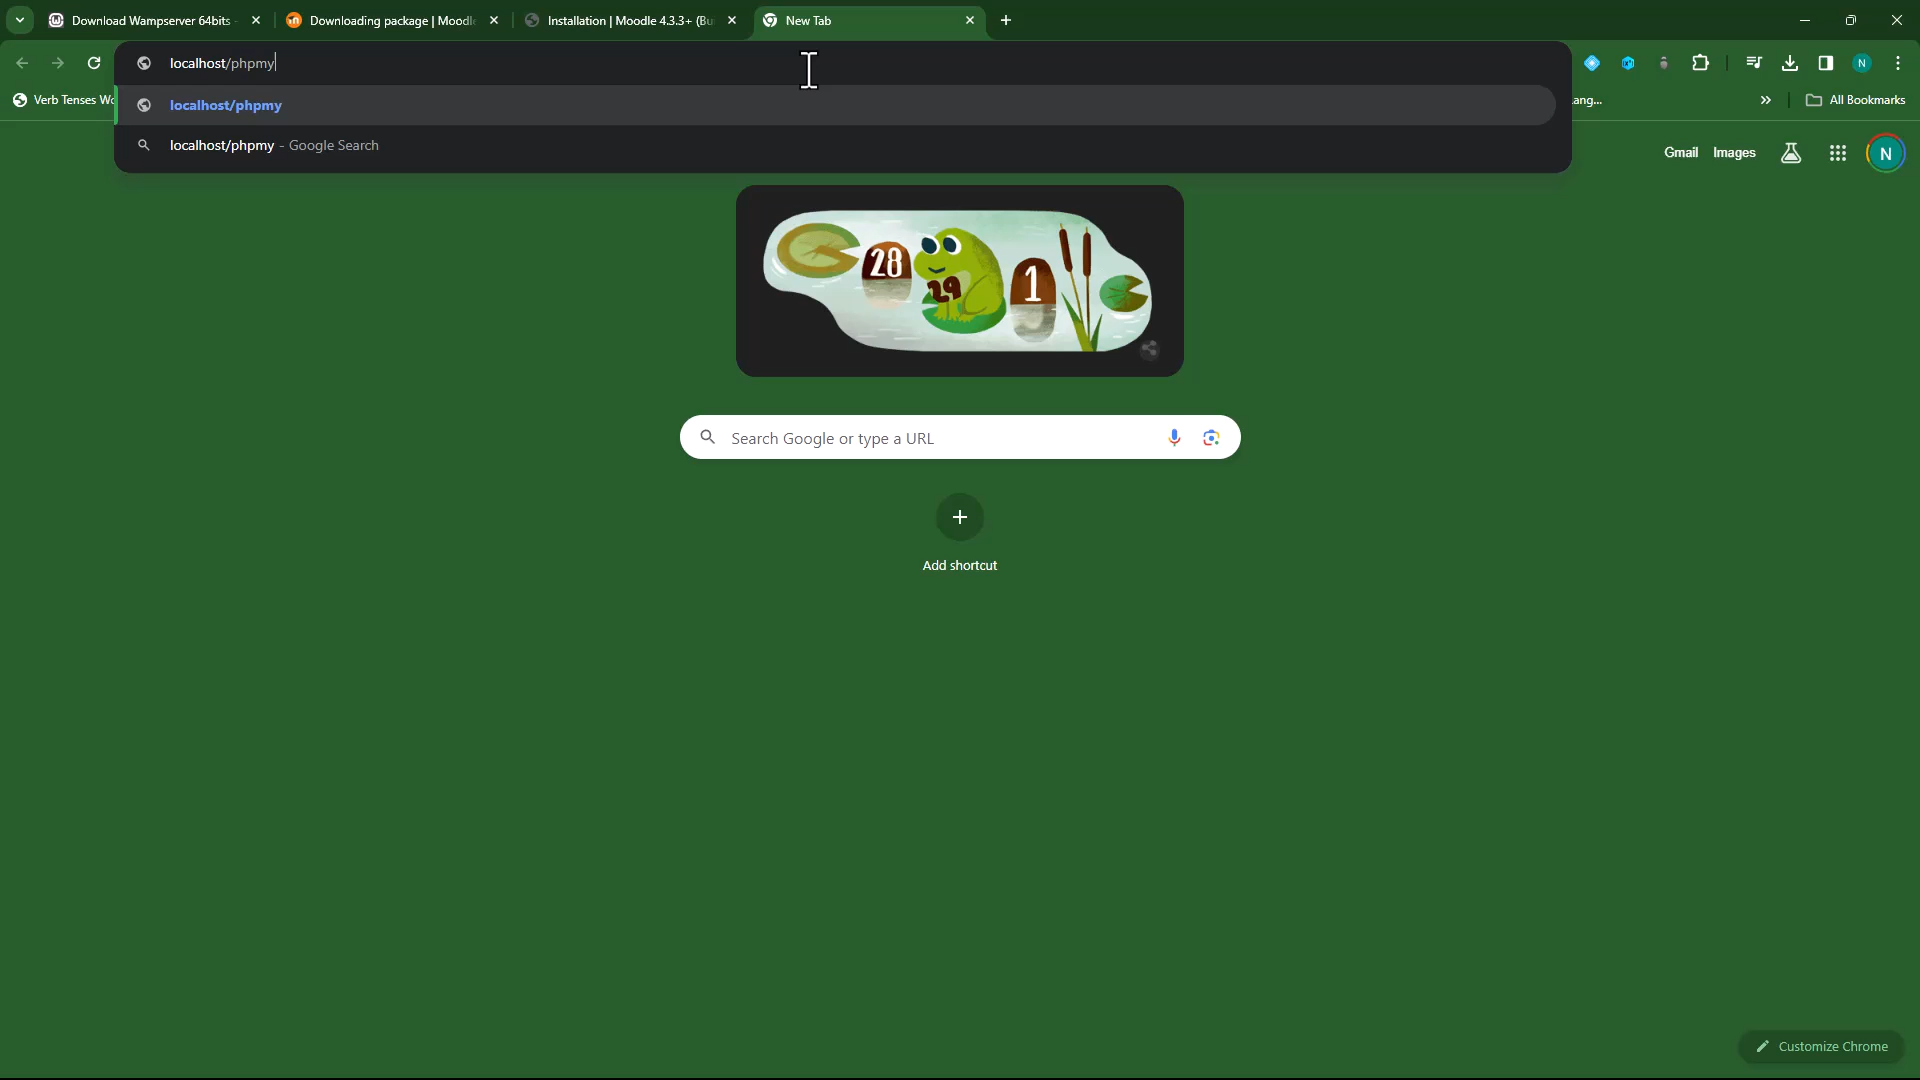 Download Wampserver 64bits
Downloading package | Moodle
Installation | Moodle 4.3.3+ (Bu
New Tab
localhost/phpmy
Verb Tenses Wo
localhost/phpmy
ang...
All Bookmarks
localhost/phpmy - Google Search
Gmail
Images
N
N
28
29
1
Search Google or type a URL
Add shortcut
Customize Chrome